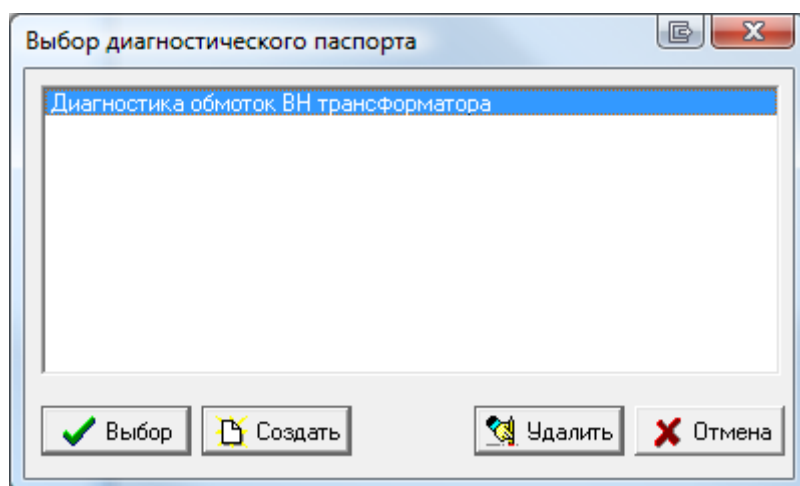 Выбор диагностического паспорта
Диагностика обмоток ВН трансформатора
Выбор
Создать
Удалить
Отмена